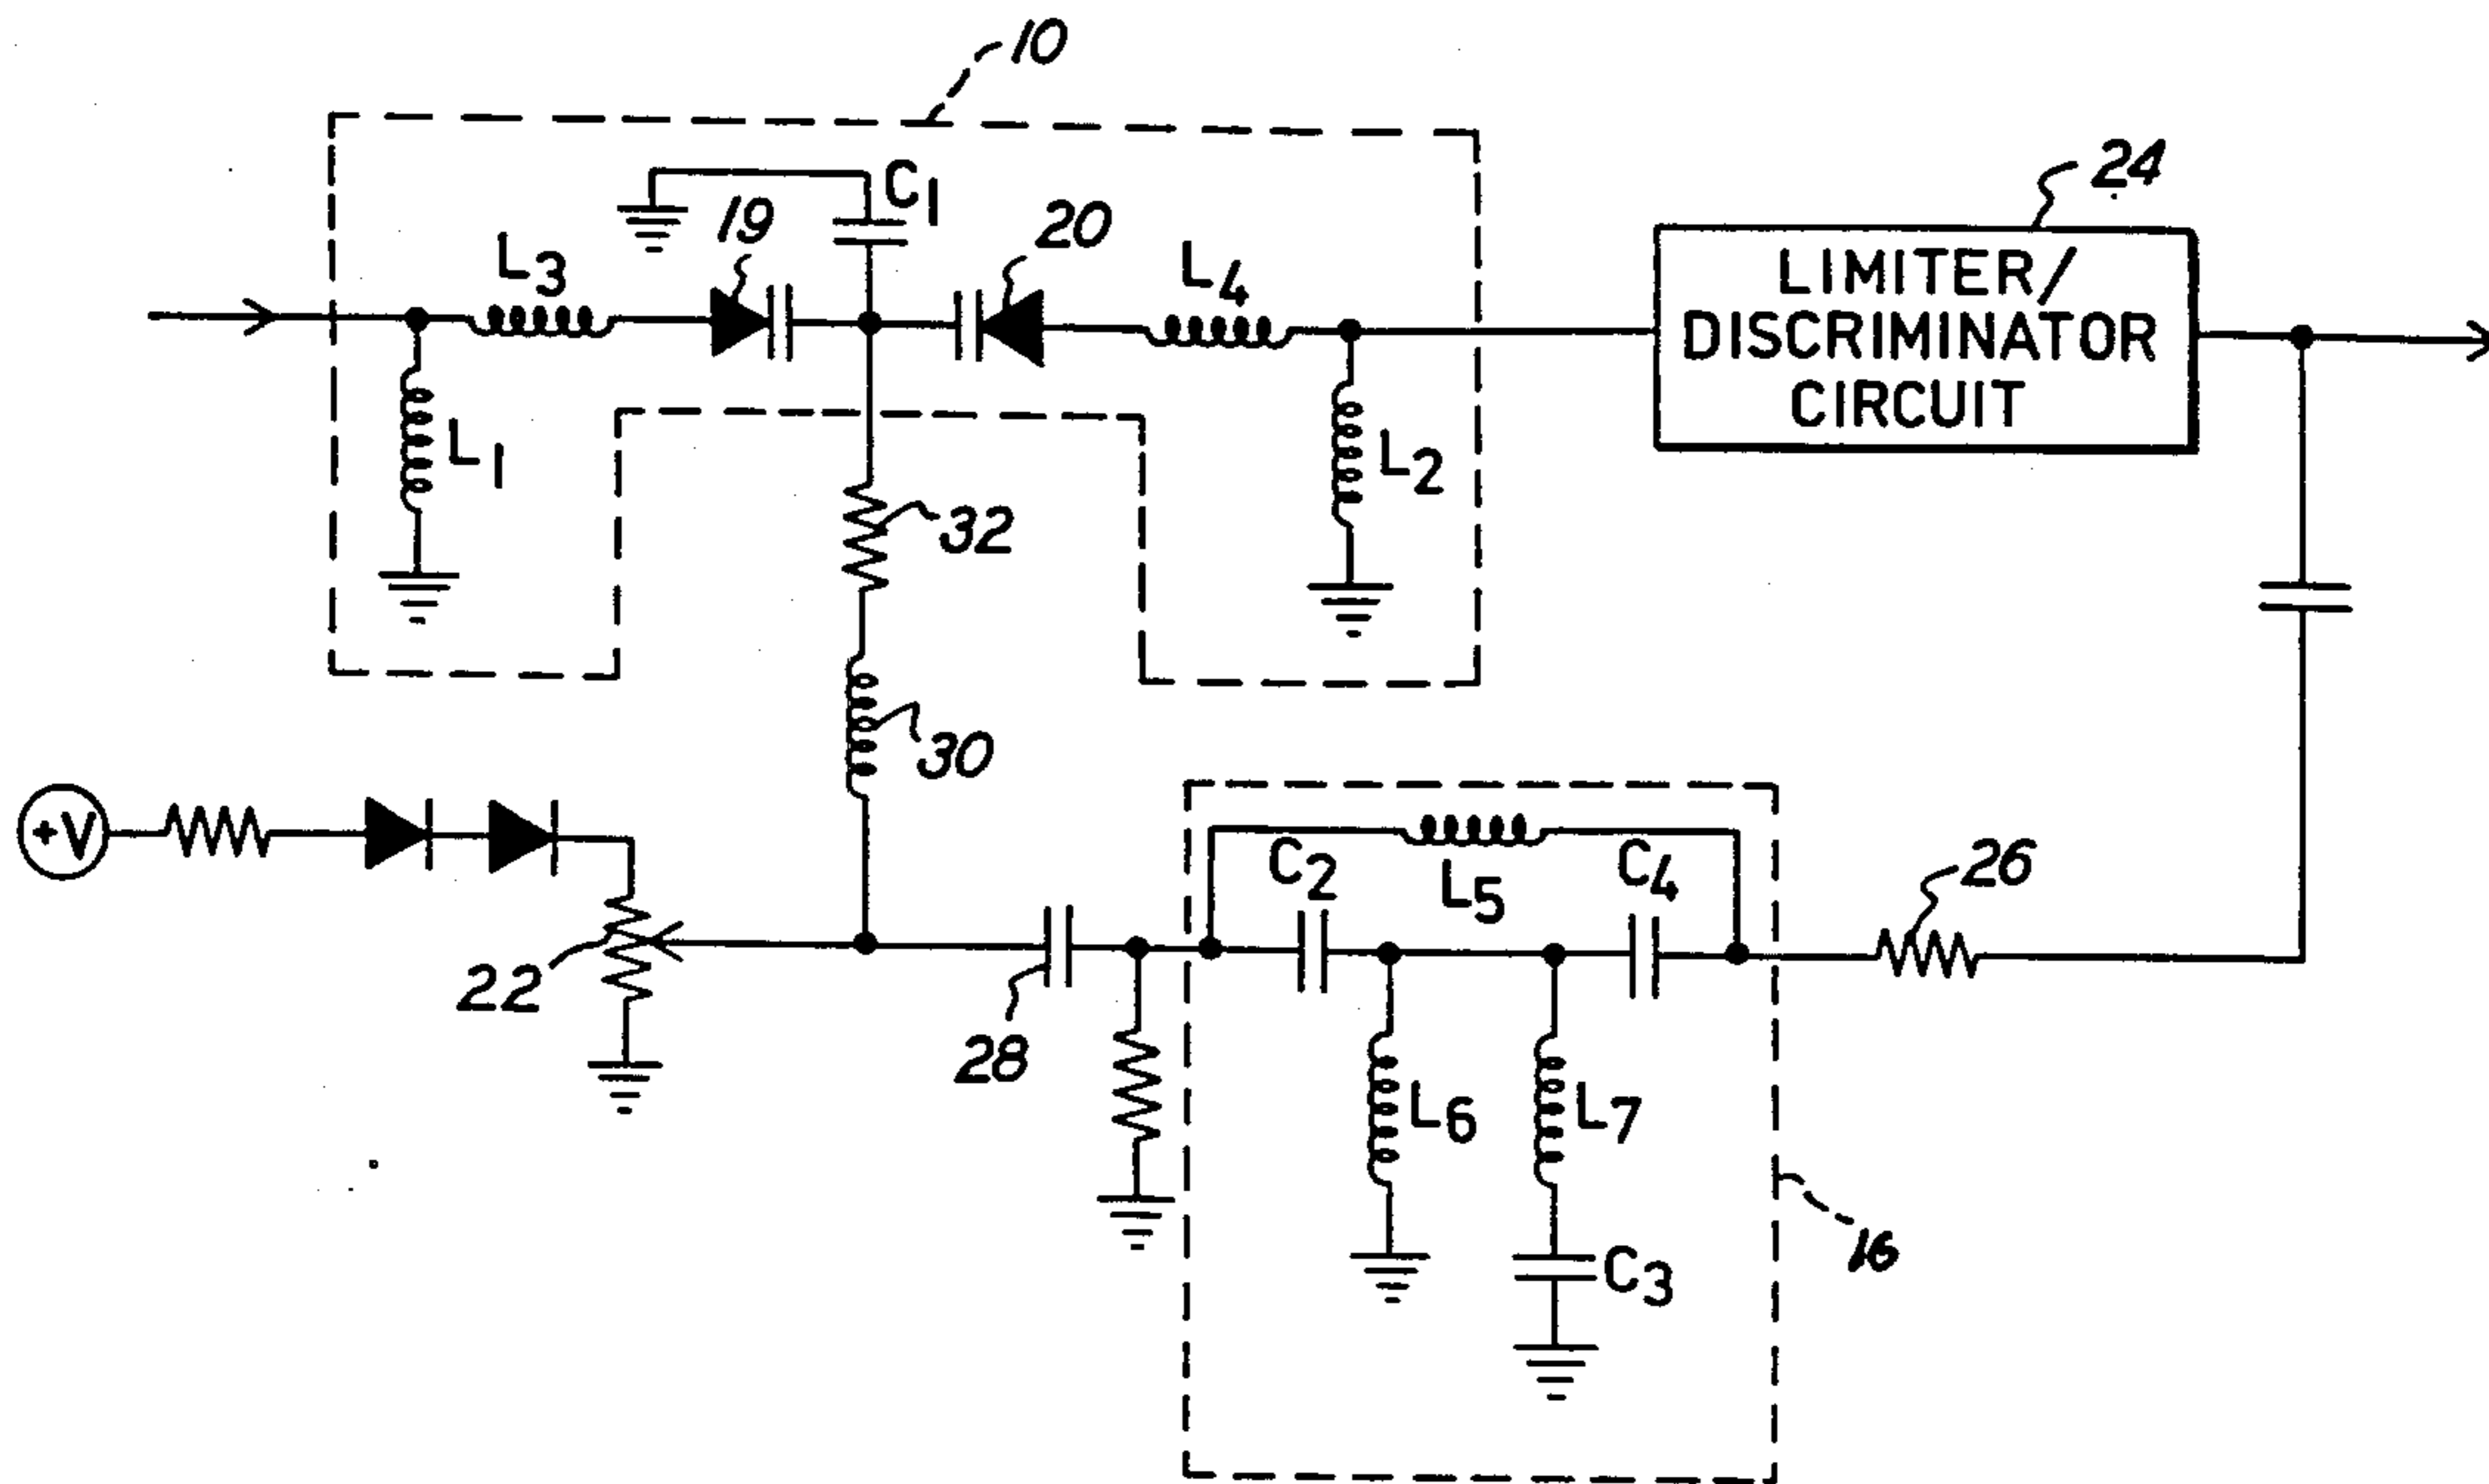 10
C1
24
19
20
L3
L4
LIMITER/
DISCRIMINATOR
CIRCUIT
L1
L2
32
30
+V
26
C2
L5
C4
22
28
L6
L7
C3
16